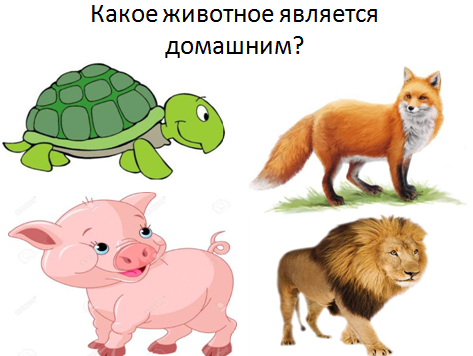 Какое животное является
домашним?